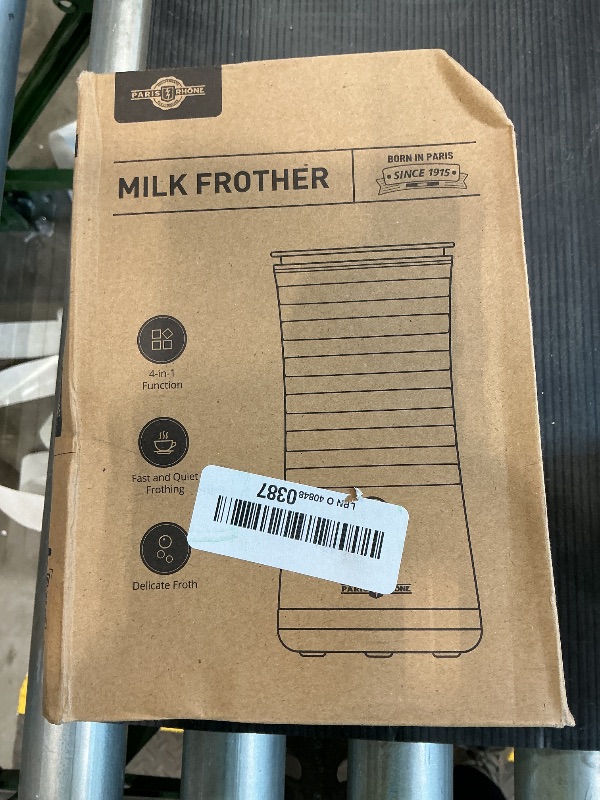 PARIS RHÔNE
MILK FROTHER
BORN IN PARIS
• SINCE 1915 •
4-in-1
Function
Fast and Quiet
Frothing
Delicate Froth
LPN O 40848 0387
PARIS RHÔNE